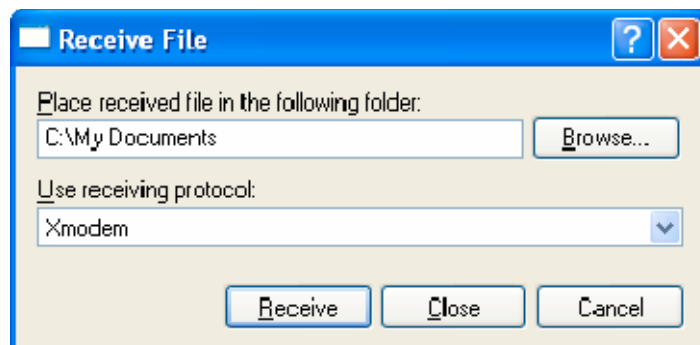 Receive File
Place received file in the following folder:
C:\My Documents
Browse...
Use receiving protocol:
Xmodem
Receive
Close
Cancel